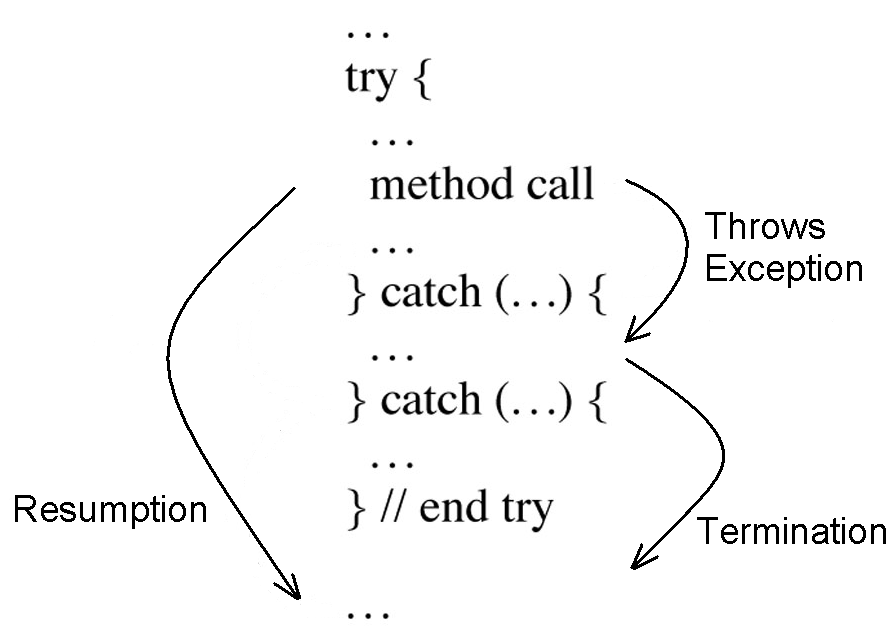 ...
try {
...
method call
...
} catch (...) {
...
} catch (...) {
...
} // end try
...
Throws
Exception
Resumption
Termination